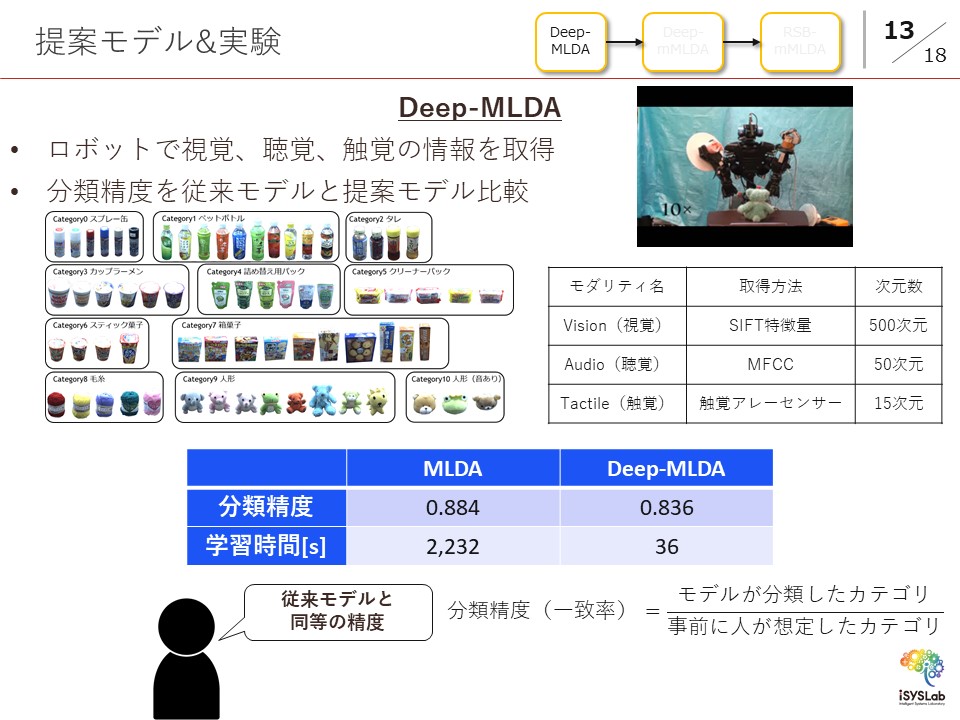 提案モデル&実験
Deep-
MLDA
Deep-
mMLDA
RSB-
mMLDA
13
18
Deep-MLDA
• ロボットで視覚、聴覚、触覚の情報を取得
• 分類精度を従来モデルと提案モデル比較
10×
Category0 スプレー缶
Category1 ペットボトル
Category2 タレ
Category3 カップラーメン
Category4 詰め替え用パック
Category5 クリーナーパック
Category6 スティック菓子
Category7 箱菓子
Category8 毛糸
Category9 人形
Category10 人形（音あり）
モダリティ名 取得方法 次元数
Vision（視覚） SIFT特徴量 500次元
Audio（聴覚） MFCC 50次元
Tactile（触覚） 触覚アレーセンサー 15次元
MLDA Deep-MLDA
分類精度 0.884 0.836
学習時間[s] 2,232 36
従来モデルと
同等の精度
分類精度（一致率） ＝
モデルが分類したカテゴリ
事前に人が想定したカテゴリ
iSYSLab
Intelligent Systems Laboratory